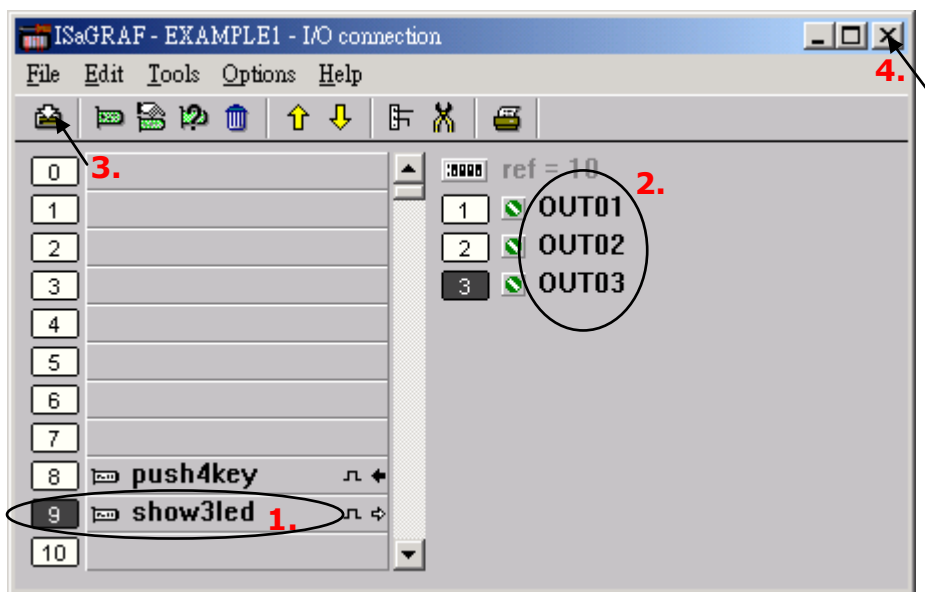 ISaGRAF - EXAMPLE1 - I/O connection
File Edit Tools Options Help
4.
3.
0
1
2
3
4
5
6
7
8 push4key
9 show3led 1.
10
ref = 10
2.
1 OUT01
2 OUT02
3 OUT03